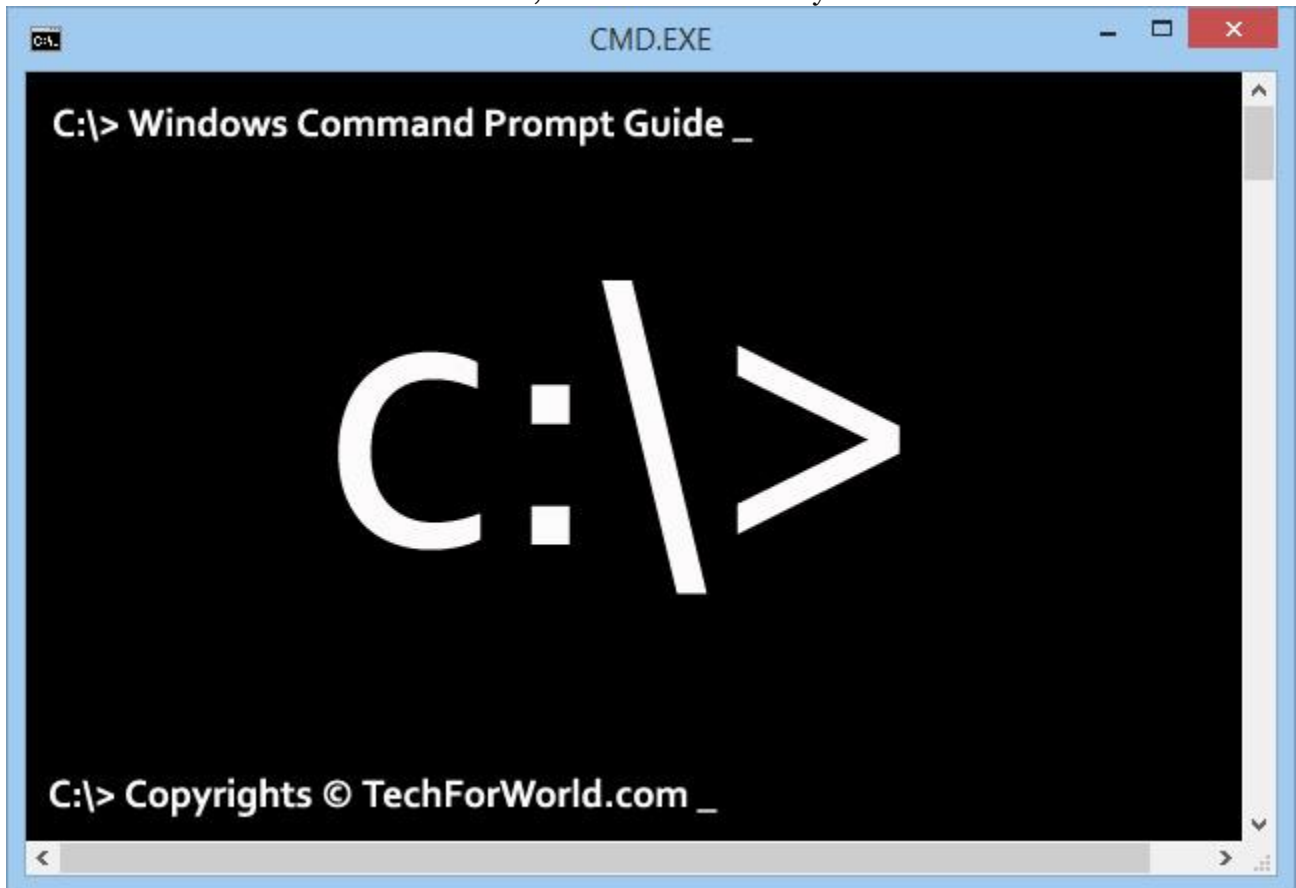 CMD.EXE
C:\> Windows Command Prompt Guide _
c:\>
C:\> Copyrights © TechForWorld.com _